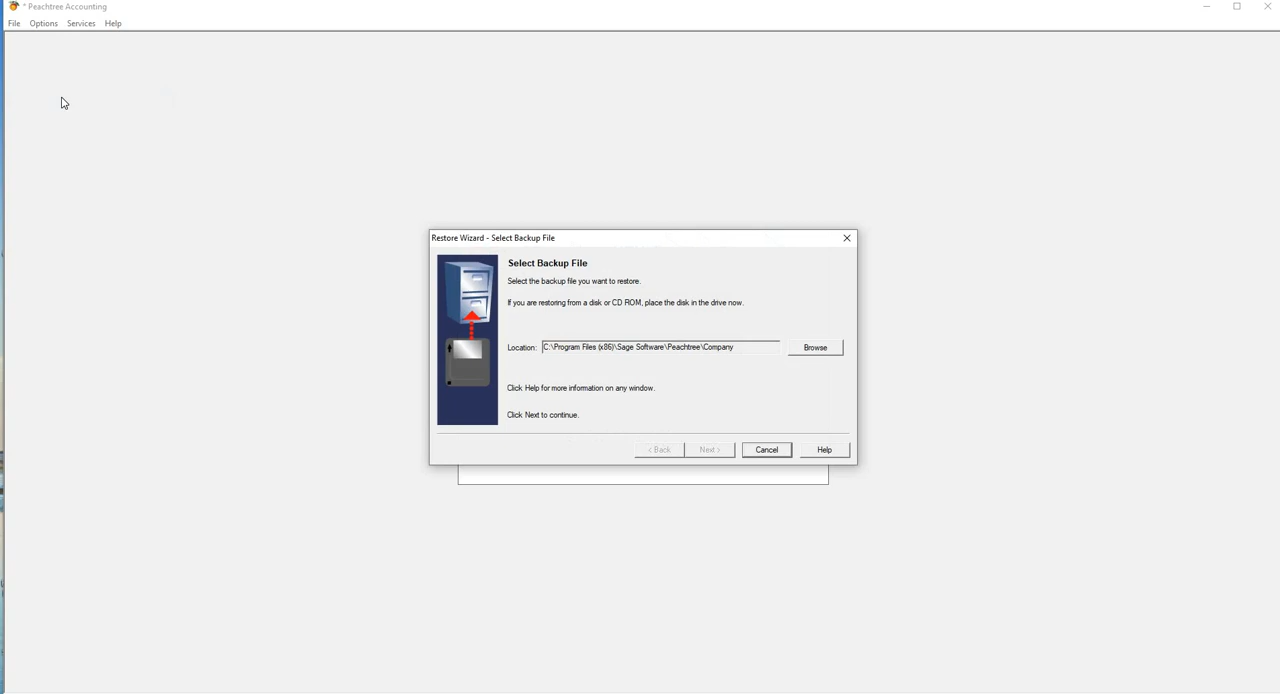 * Peachtree Accounting
File Options Services Help
Restore Wizard - Select Backup File
Select Backup File
Select the backup file you want to restore.
If you are restoring from a disk or CD ROM, place the disk in the drive now.
Location: C:\Program Files (x86)\Sage Software\Peachtree\Company Browse
Click Help for more information on any window.
Click Next to continue.
< Back Next > Cancel Help